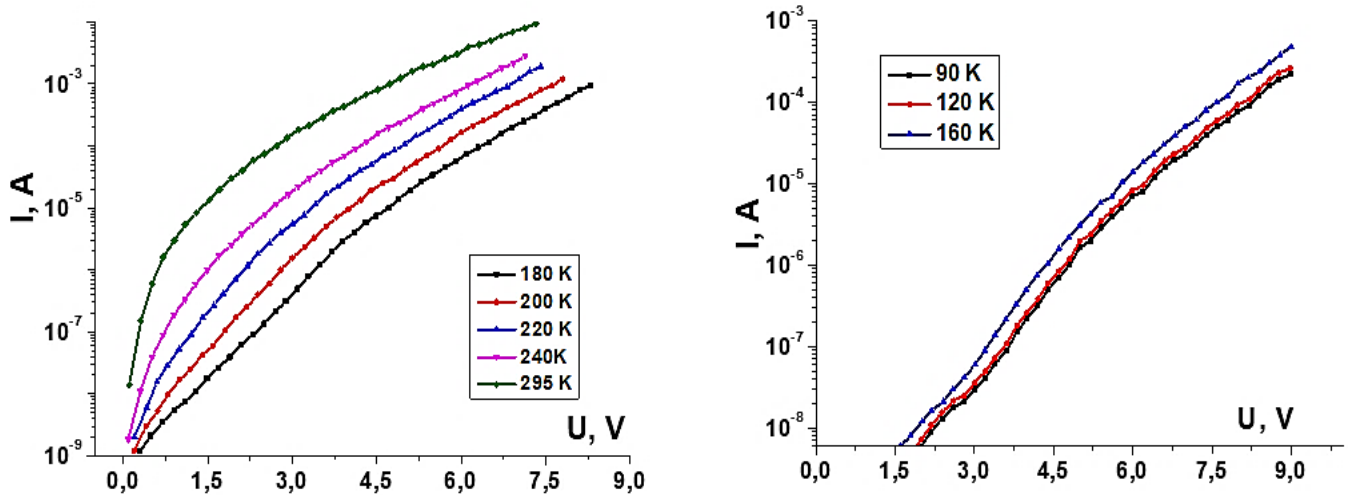 I, A
10⁻³
10⁻⁵
10⁻⁷
10⁻⁹
180 K
200 K
220 K
240K
295 K
U, V
0,0 1,5 3,0 4,5 6,0 7,5 9,0
I, A
10⁻³
10⁻⁴
10⁻⁵
10⁻⁶
10⁻⁷
10⁻⁸
90 K
120 K
160 K
U, V
0,0 1,5 3,0 4,5 6,0 7,5 9,0